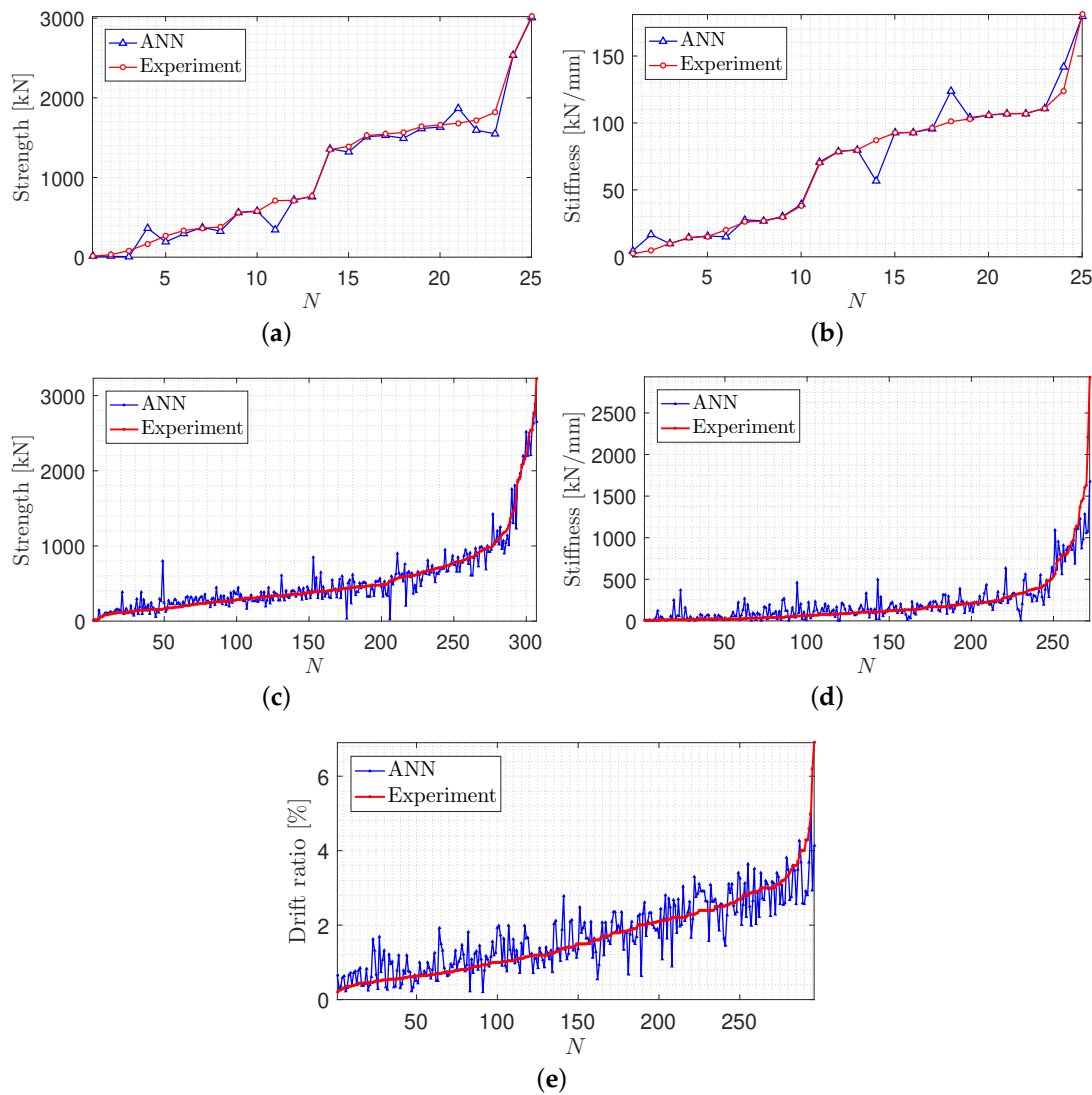 3000
2000
1000
0
Strength [kN]
ANN
Experiment
5 10 15 20 25
N
(a)
150
100
50
0
Stiffness [kN/mm]
ANN
Experiment
5 10 15 20 25
N
(b)
3000
2000
1000
0
Strength [kN]
ANN
Experiment
50 100 150 200 250 300
N
(c)
2500
2000
1500
1000
500
0
Stiffness [kN/mm]
ANN
Experiment
50 100 150 200 250
N
(d)
6
4
2
0
Drift ratio [%]
ANN
Experiment
50 100 150 200 250
N
(e)